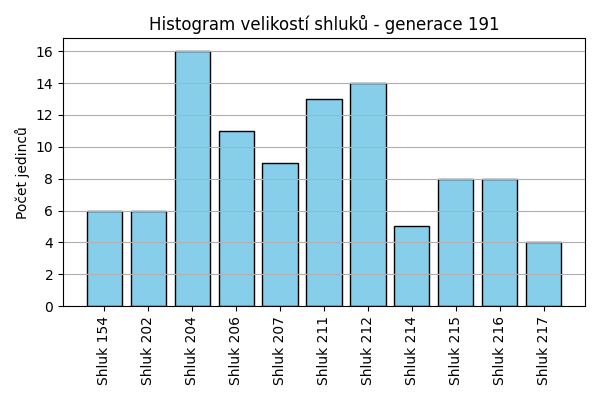 Histogram velikostí shluků - generace 191
Počet jedinců
16
14
12
10
8
6
4
2
0
Shluk 154
Shluk 202
Shluk 204
Shluk 206
Shluk 207
Shluk 211
Shluk 212
Shluk 214
Shluk 215
Shluk 216
Shluk 217